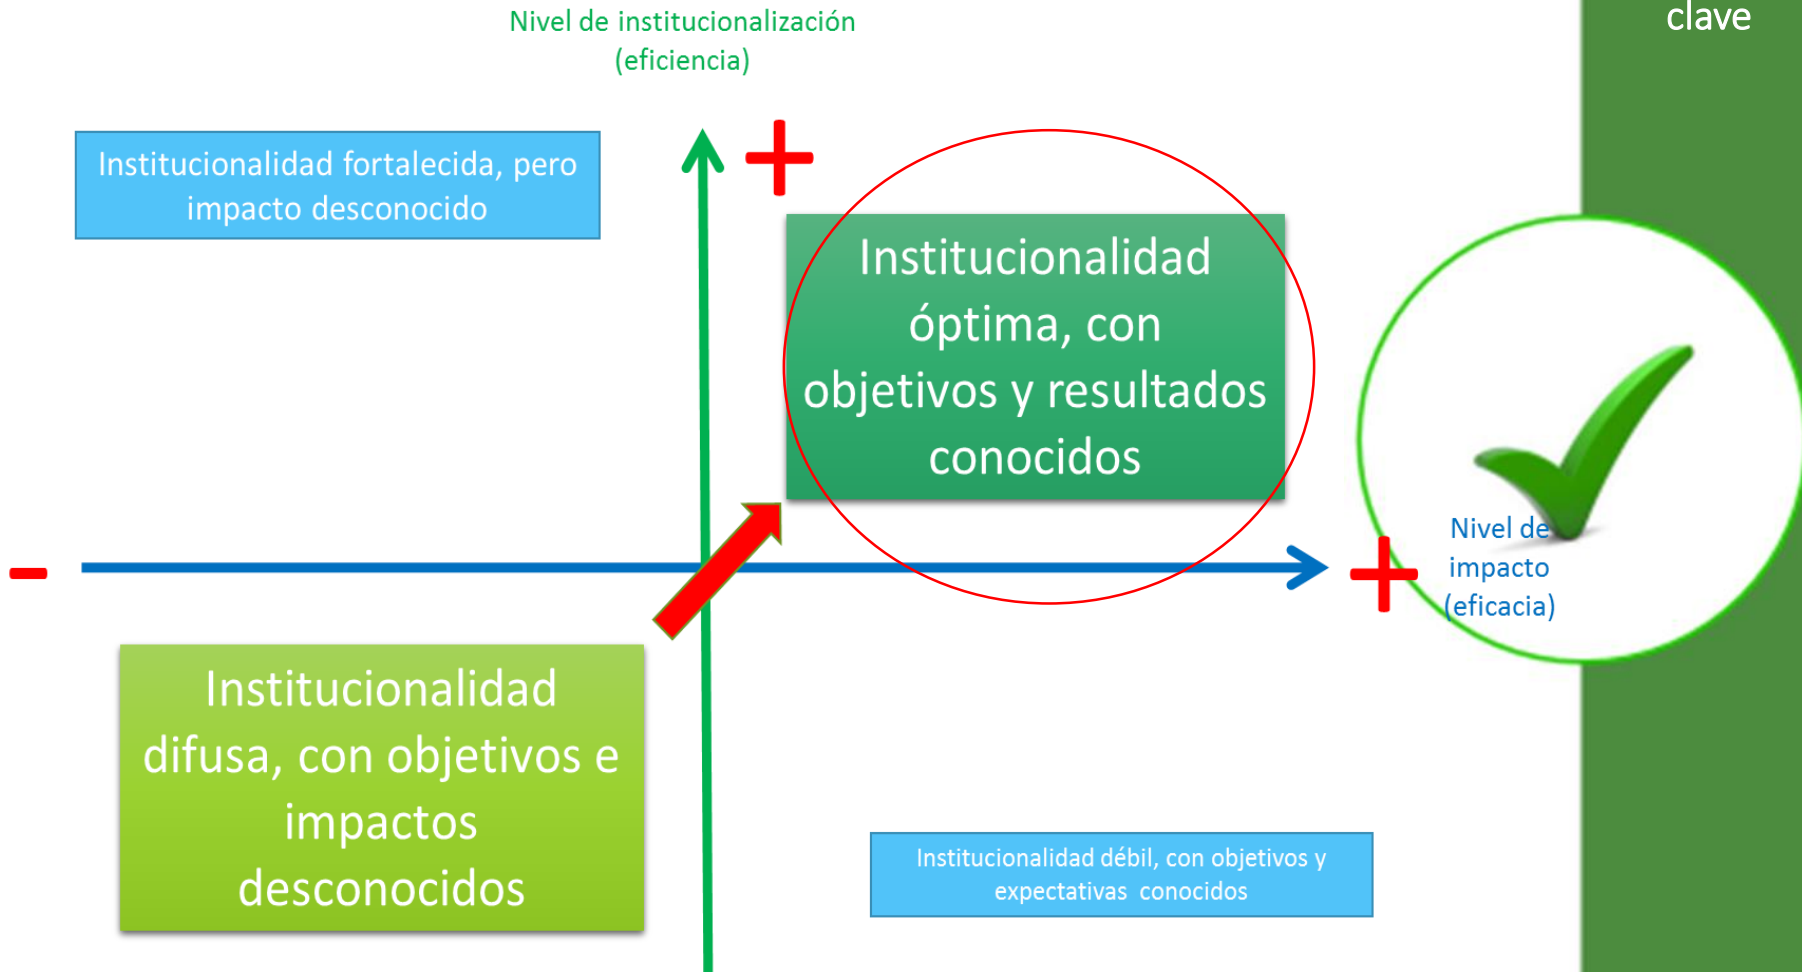 clave
Nivel de institucionalización
(eficiencia)
+
Institucionalidad fortalecida, pero
impacto desconocido
Institucionalidad
óptima, con
objetivos y resultados
conocidos
-
+
Nivel de
impacto
(eficacia)
Institucionalidad
difusa, con objetivos e
impactos
desconocidos
Institucionalidad débil, con objetivos y
expectativas conocidos